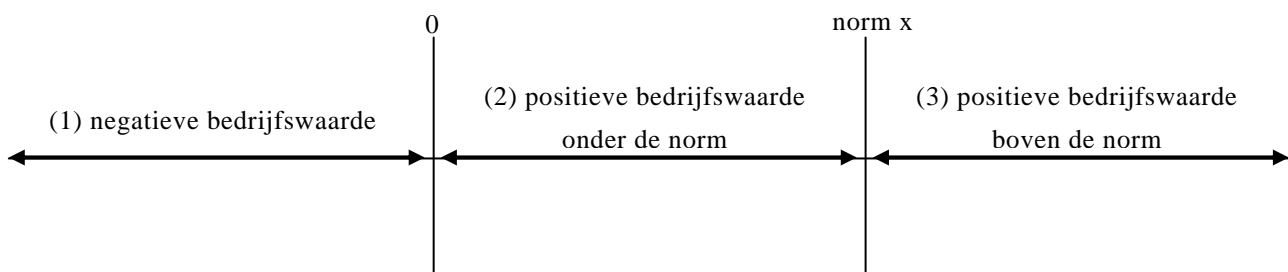 0
norm x
(1) negatieve bedrijfswaarde
(2) positieve bedrijfswaarde
onder de norm
(3) positieve bedrijfswaarde
boven de norm